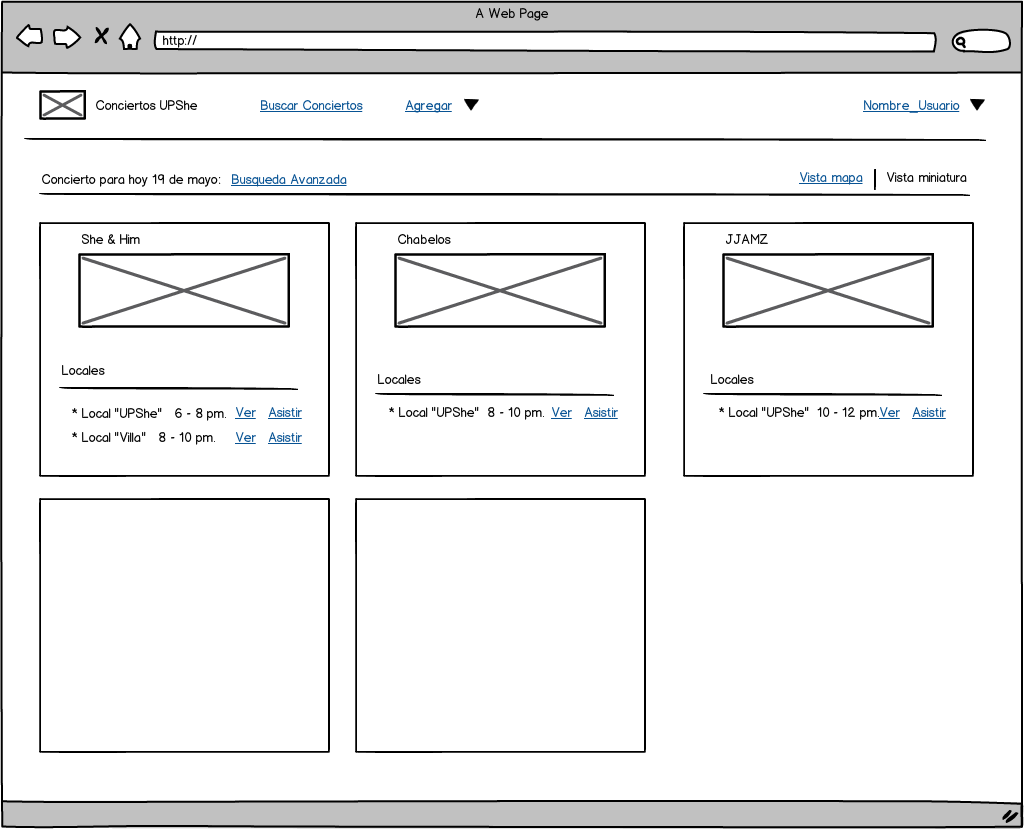 A Web Page
http://
Conciertos UPShe Buscar Conciertos Agregar Nombre_Usuario
Concierto para hoy 19 de mayo: Busqueda Avanzada Vista mapa Vista miniatura
She & Him
Locales
* Local "UPShe" 6 - 8 pm. Ver Asistir
* Local "Villa" 8 - 10 pm. Ver Asistir
Chabelos
Locales
* Local "UPShe" 8 - 10 pm. Ver Asistir
JJAMZ
Locales
* Local "UPShe" 10 - 12 pm. Ver Asistir